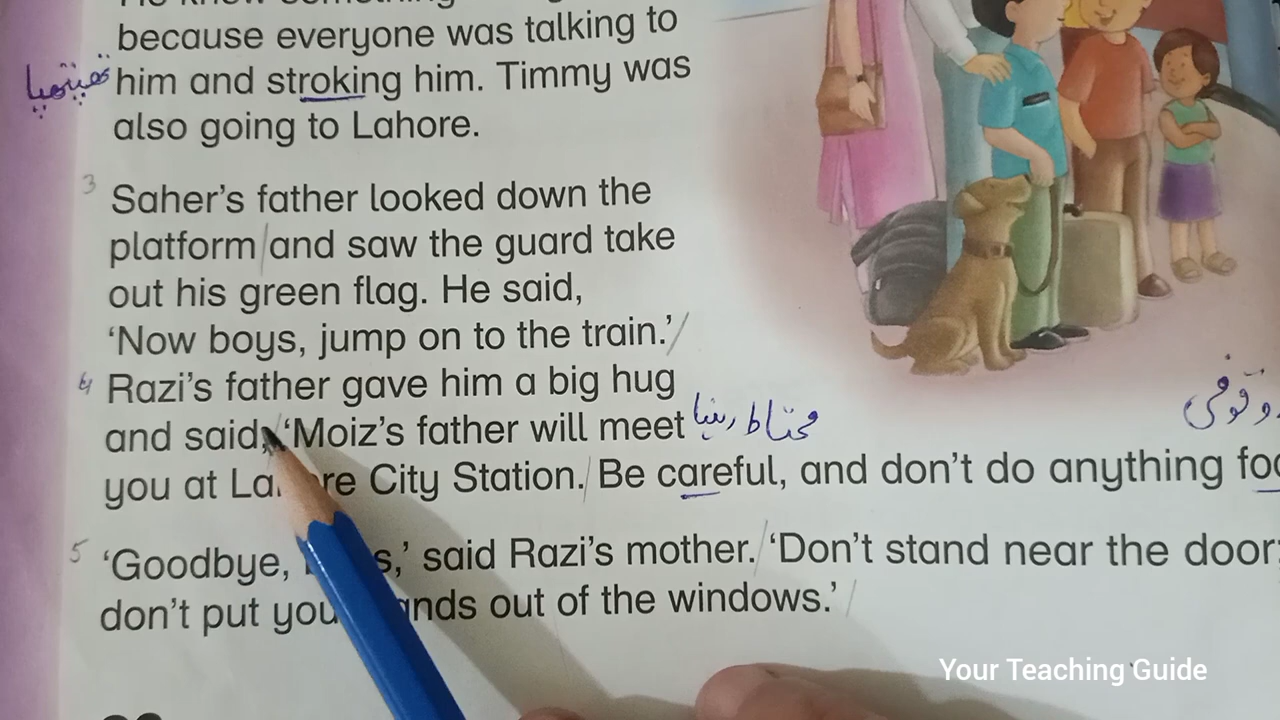 because everyone was talking to
تھپتھپانا him and stroking him. Timmy was
also going to Lahore.
3 Saher's father looked down the
platform / and saw the guard take
out his green flag. He said,
'Now boys, jump on to the train.' /
4 Razi's father gave him a big hug
and said, / 'Moiz's father will meet محتاط رہنا
you at La re City Station. / Be careful, and don't do anything foo
وقوفی
5 'Goodbye, s,' said Razi's mother. / 'Don't stand near the door;
don't put you nds out of the windows.' /
Your Teaching Guide